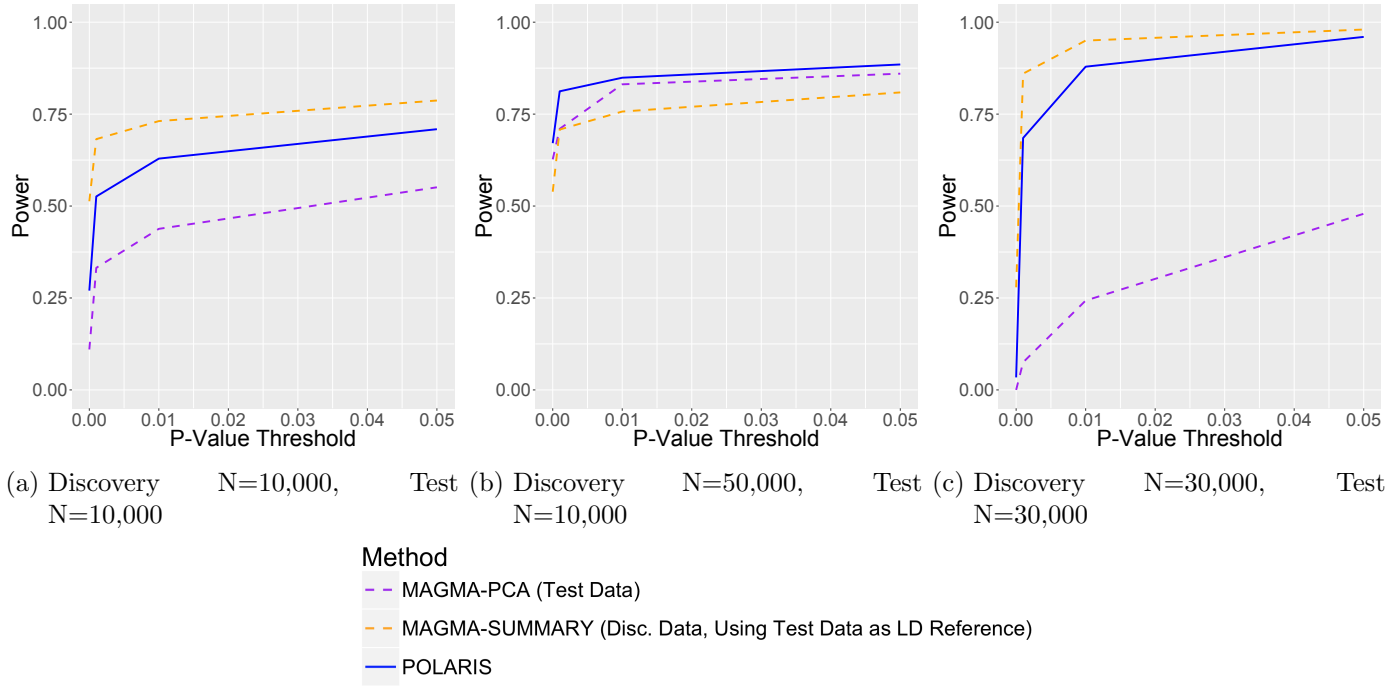 1.00
0.75
0.50
0.25
0.00
Power
0.00 0.01 0.02 0.03 0.04 0.05
P-Value Threshold
(a) Discovery N=10,000, Test
N=10,000
1.00
0.75
0.50
0.25
0.00
Power
0.00 0.01 0.02 0.03 0.04 0.05
P-Value Threshold
(b) Discovery N=50,000, Test
N=10,000
1.00
0.75
0.50
0.25
0.00
Power
0.00 0.01 0.02 0.03 0.04 0.05
P-Value Threshold
(c) Discovery N=30,000, Test
N=30,000
Method
MAGMA-PCA (Test Data)
MAGMA-SUMMARY (Disc. Data, Using Test Data as LD Reference)
POLARIS